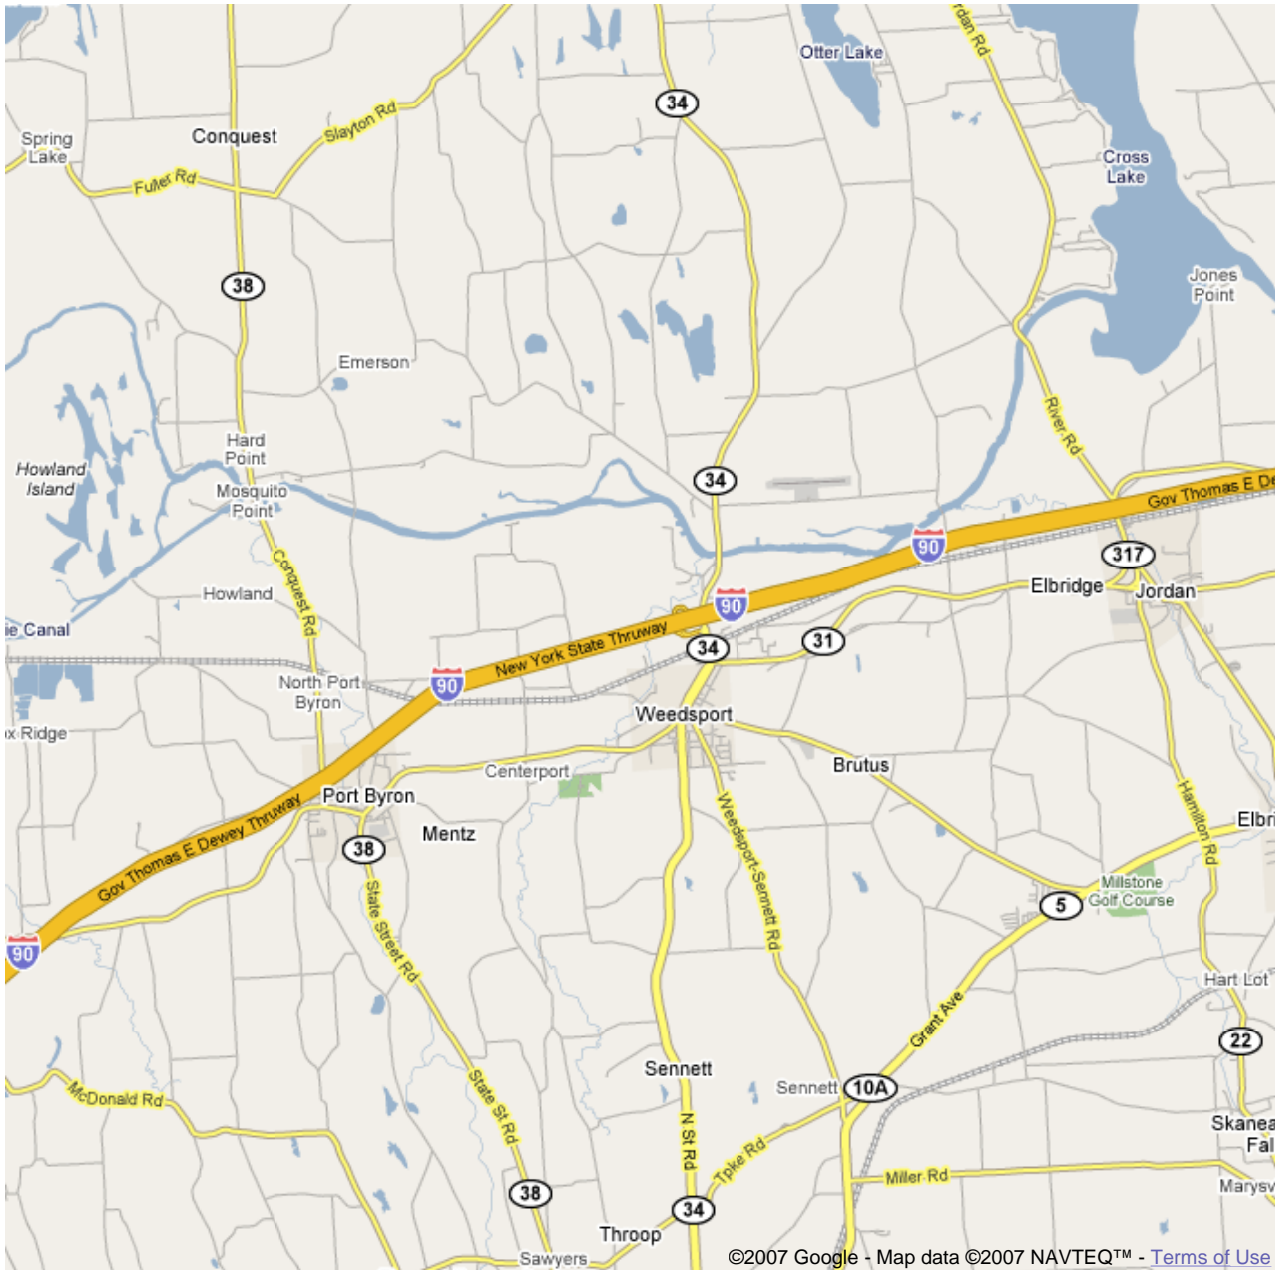 Otter Lake
rdan Rd
34
Slayton Rd
Conquest
Spring
Lake
Fuller Rd
Cross
Lake
38
Jones
Point
Emerson
River Rd
Hard
Point
Howland
Island
34
Mosquito
Point
Gov Thomas E De
90
317
Conquest Rd
Howland
Elbridge
Jordan
90
ie Canal
New York State Thruway
34
31
90
North Port
Byron
Weedsport
x Ridge
Centerport
Brutus
Port Byron
Gov Thomas E Dewey Thruway
Mentz
Weedsport-Sennett Rd
Hamilton Rd
Elbri
38
Millstone
Golf Course
5
State Street Rd
90
Hart Lot
Grant Ave
22
Sennett
Sennett
10A
McDonald Rd
State St Rd
N St Rd
Skanea
Fal
Tpke Rd
Miller Rd
Marysv
38
34
Throop
Sawyers
©2007 Google - Map data ©2007 NAVTEQ™ - Terms of Use